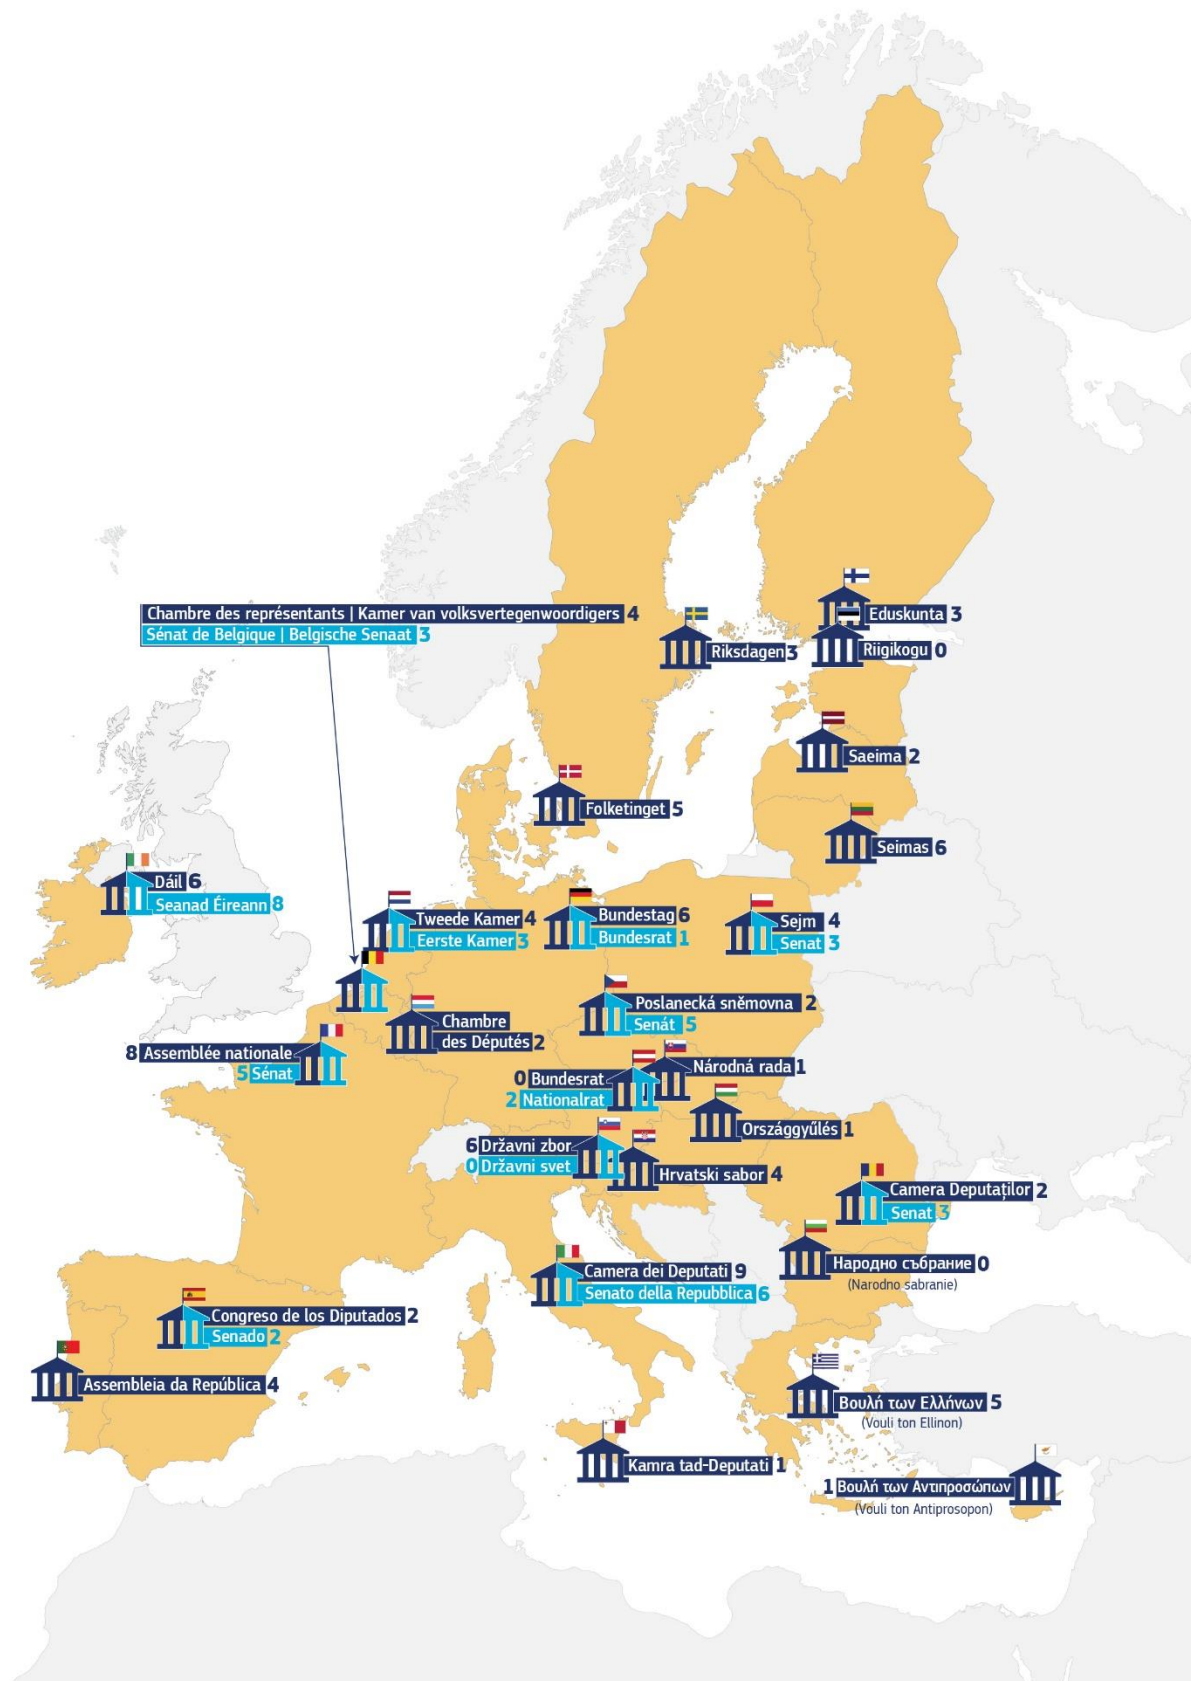 Chambre des représentants | Kamer van volksvertegenwoordigers 4
Sénat de Belgique | Belgische Senaat 3
Eduskunta 3
Riksdagen 3
Riigikogu 0
Saeima 2
Folketinget 5
Seimas 6
Dáil 6
Seanad Éireann 8
Tweede Kamer 4
Eerste Kamer 3
Bundestag 6
Bundesrat 1
Sejm 4
Senat 3
Poslanecká sněmovna 2
Senát 5
Chambre
des Députés 2
8 Assemblée nationale
5 Sénat
Národná rada 1
0 Bundesrat
2 Nationalrat
Országgyűlés 1
6 Državni zbor
0 Državni svet
Hrvatski sabor 4
Camera Deputaților 2
Senat 3
Народно събрание 0
(Narodno sabranie)
Camera dei Deputati 9
Senato della Repubblica 6
Congreso de los Diputados 2
Senado 2
Assembleia da República 4
Βουλή των Ελλήνων 5
(Vouli ton Ellinon)
Kamra tad-Deputati 1
1 Βουλή των Αντιπροσώπων
(Vouli ton Antiprosopon)